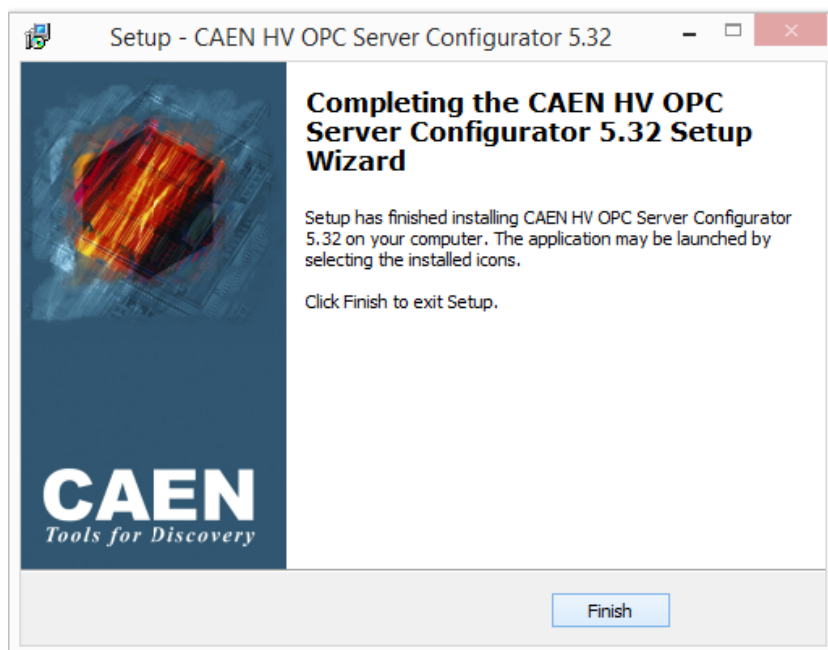 Setup - CAEN HV OPC Server Configurator 5.32
Completing the CAEN HV OPC
Server Configurator 5.32 Setup
Wizard
Setup has finished installing CAEN HV OPC Server Configurator
5.32 on your computer. The application may be launched by
selecting the installed icons.
Click Finish to exit Setup.
CAEN
Tools for Discovery
Finish